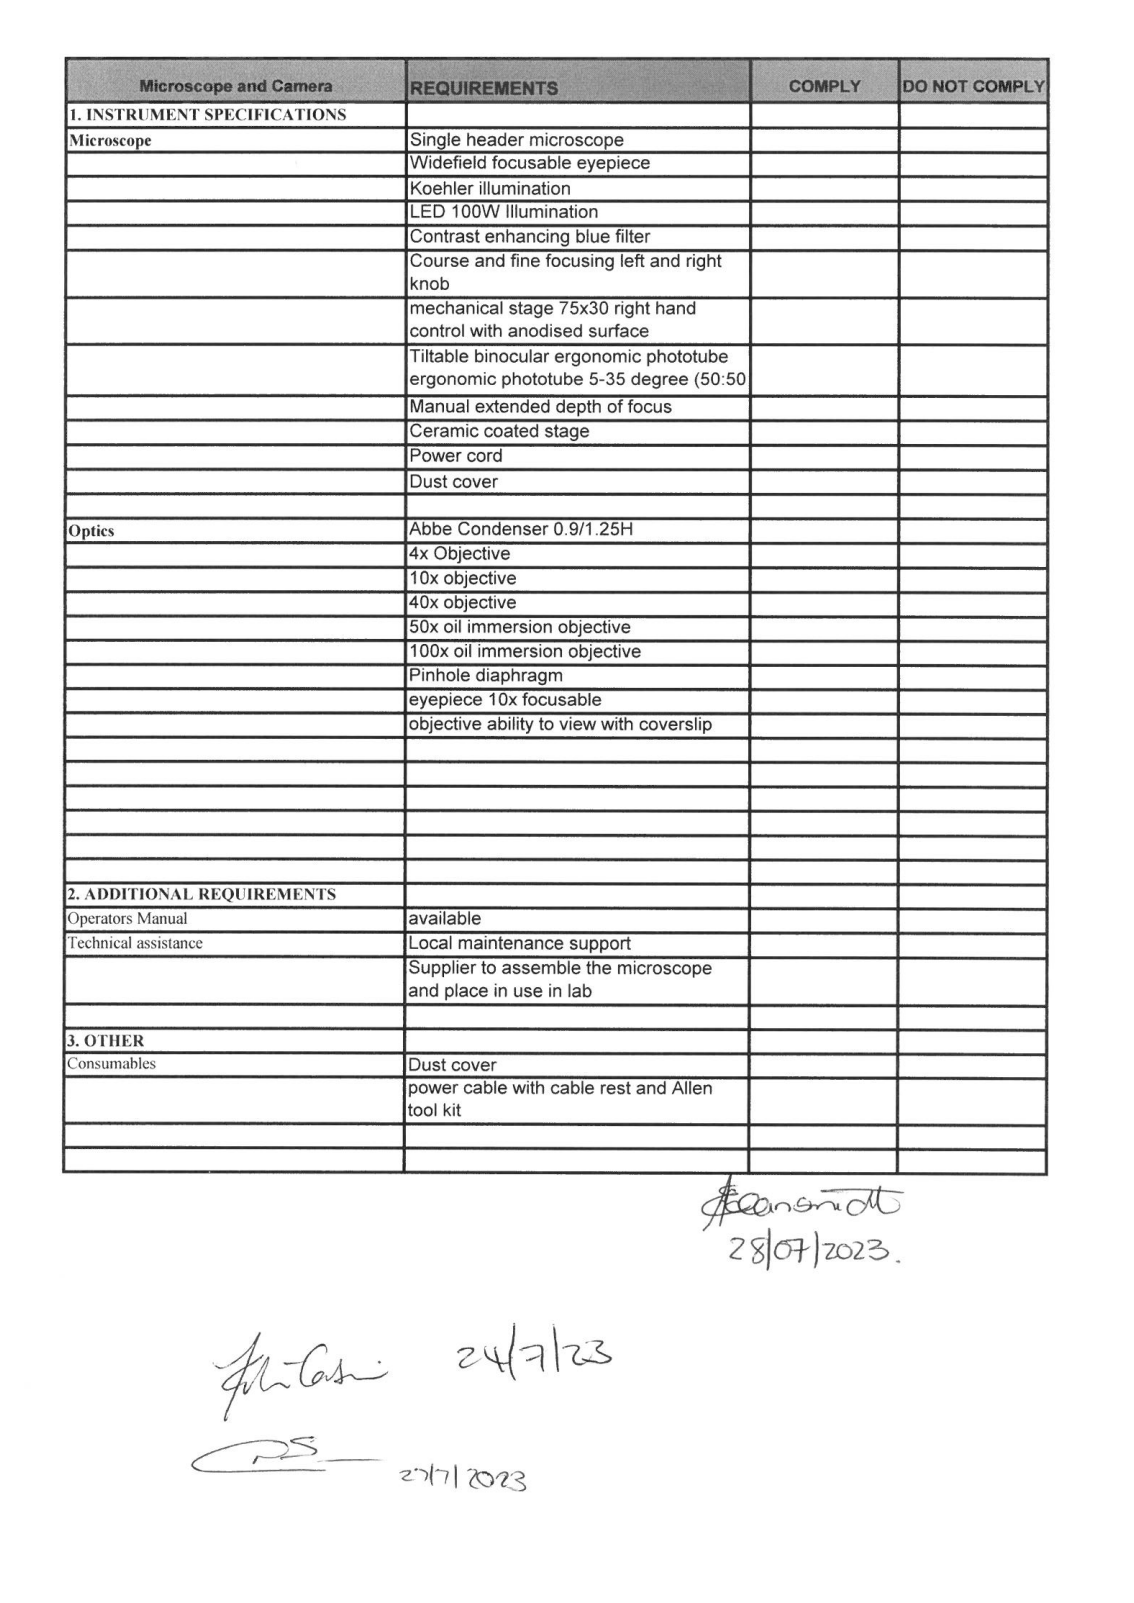 Microscope and Camera REQUIREMENTS COMPLY DO NOT COMPLY
1. INSTRUMENT SPECIFICATIONS
Microscope Single header microscope
Widefield focusable eyepiece
Koehler illumination
LED 100W Illumination
Contrast enhancing blue filter
Course and fine focusing left and right
knob
mechanical stage 75x30 right hand
control with anodised surface
Tiltable binocular ergonomic phototube
ergonomic phototube 5-35 degree (50:50
Manual extended depth of focus
Ceramic coated stage
Power cord
Dust cover
Optics Abbe Condenser 0.9/1.25H
4x Objective
10x objective
40x objective
50x oil immersion objective
100x oil immersion objective
Pinhole diaphragm
eyepiece 10x focusable
objective ability to view with coverslip
2. ADDITIONAL REQUIREMENTS
Operators Manual available
Technical assistance Local maintenance support
Supplier to assemble the microscope
and place in use in lab
3. OTHER
Consumables Dust cover
power cable with cable rest and Allen
tool kit
28/07/2023.
24/7/23
27/7/2023